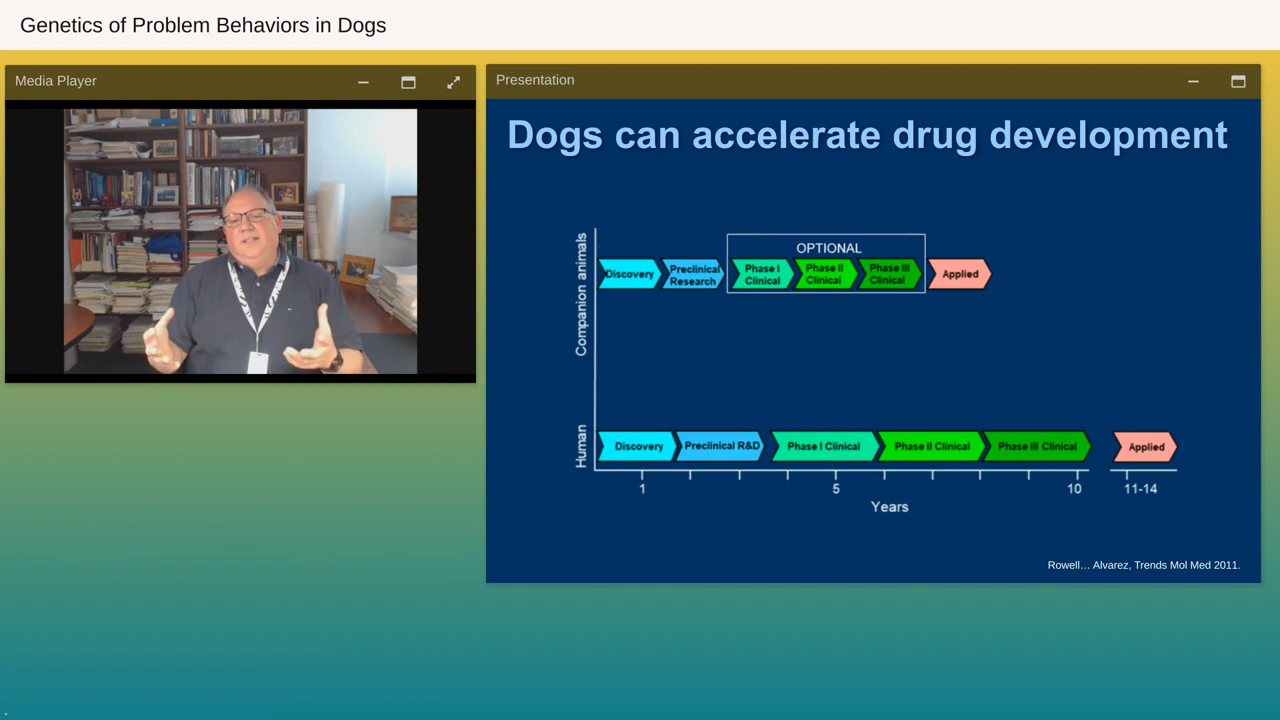 Genetics of Problem Behaviors in Dogs
Media Player
Presentation
Dogs can accelerate drug development
Companion animals
OPTIONAL
Discovery
Preclinical
Research
Phase I
Clinical
Phase II
Clinical
Phase III
Clinical
Applied
Human
Discovery
Preclinical R&D
Phase I Clinical
Phase II Clinical
Phase III Clinical
Applied
1
5
10
11-14
Years
Rowell... Alvarez, Trends Mol Med 2011.